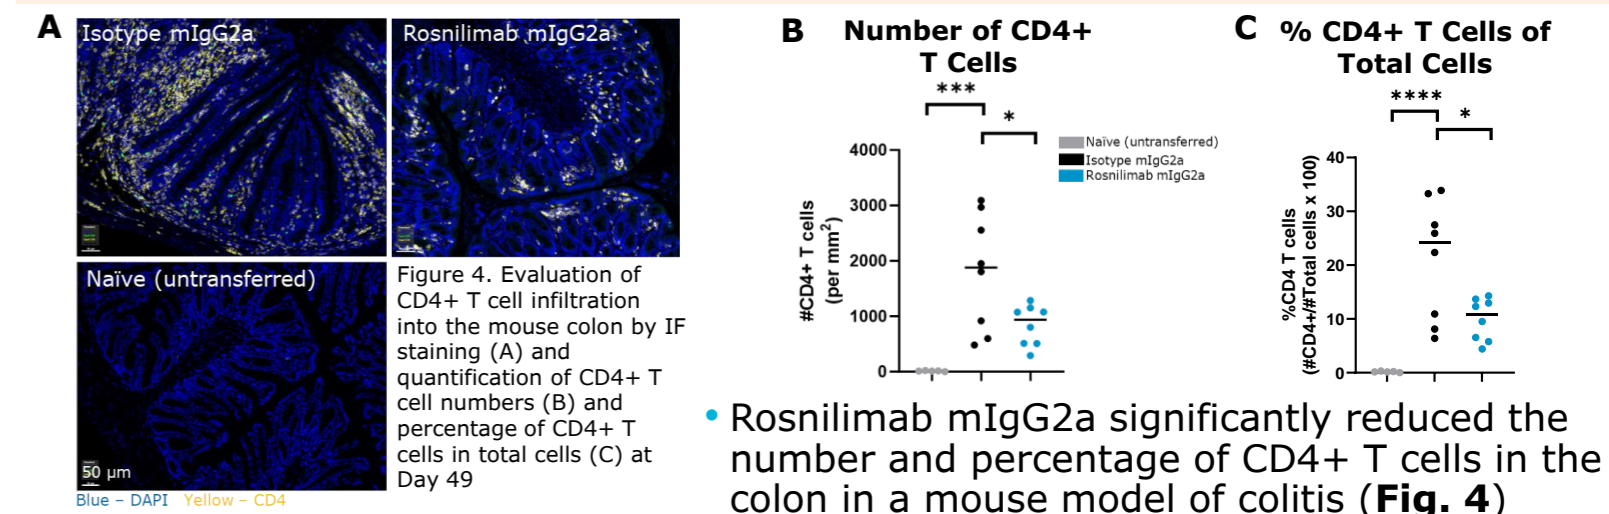 A
Isotype mIgG2a
Rosnilimab mIgG2a
Naïve (untransferred)
50 µm
Blue – DAPI Yellow – CD4
Figure 4. Evaluation of
CD4+ T cell infiltration
into the mouse colon by IF
staining (A) and
quantification of CD4+ T
cell numbers (B) and
percentage of CD4+ T
cells in total cells (C) at
Day 49
B
Number of CD4+
T Cells
***
*
4000
3000
2000
1000
0
#CD4+ T cells
(per mm²)
Naïve (untransferred)
Isotype mIgG2a
Rosnilimab mIgG2a
C
% CD4+ T Cells of
Total Cells
****
*
40
30
20
10
0
%CD4 T cells
(#CD4+/#Total cells x 100)
• Rosnilimab mIgG2a significantly reduced the
number and percentage of CD4+ T cells in the
colon in a mouse model of colitis (Fig. 4)